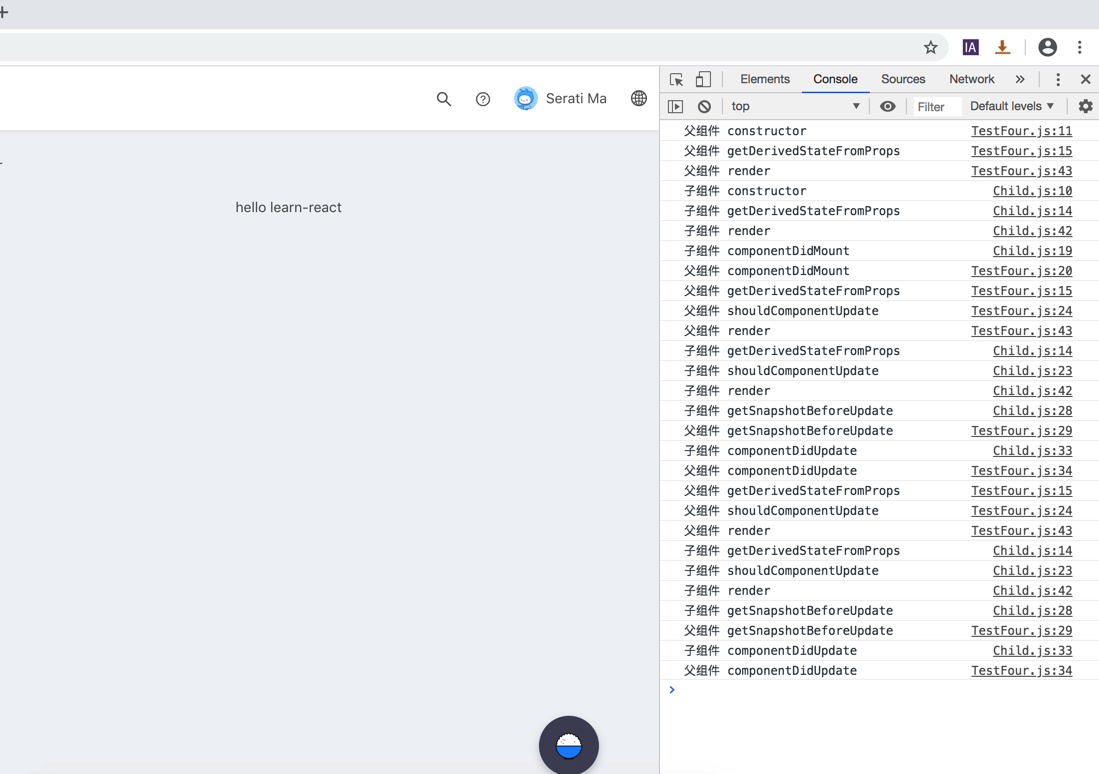 Elements Console Sources Network
top Filter Default levels
IA
Serati Ma
hello learn-react
父组件 constructor TestFour.js:11
父组件 getDerivedStateFromProps TestFour.js:15
父组件 render TestFour.js:43
子组件 constructor Child.js:10
子组件 getDerivedStateFromProps Child.js:14
子组件 render Child.js:42
子组件 componentDidMount Child.js:19
父组件 componentDidMount TestFour.js:20
父组件 getDerivedStateFromProps TestFour.js:15
父组件 shouldComponentUpdate TestFour.js:24
父组件 render TestFour.js:43
子组件 getDerivedStateFromProps Child.js:14
子组件 shouldComponentUpdate Child.js:23
子组件 render Child.js:42
子组件 getSnapshotBeforeUpdate Child.js:28
父组件 getSnapshotBeforeUpdate TestFour.js:29
子组件 componentDidUpdate Child.js:33
父组件 componentDidUpdate TestFour.js:34
父组件 getDerivedStateFromProps TestFour.js:15
父组件 shouldComponentUpdate TestFour.js:24
父组件 render TestFour.js:43
子组件 getDerivedStateFromProps Child.js:14
子组件 shouldComponentUpdate Child.js:23
子组件 render Child.js:42
子组件 getSnapshotBeforeUpdate Child.js:28
父组件 getSnapshotBeforeUpdate TestFour.js:29
子组件 componentDidUpdate Child.js:33
父组件 componentDidUpdate TestFour.js:34